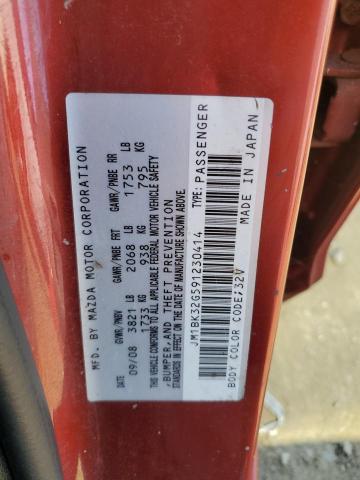 MFD. BY MAZDA MOTOR CORPORATION
DATE GVWR/PNBV GAWR/PNBE FRT GAWR/PNBE RR
09/08 3821 LB 2068 LB 1753 LB
1733 KG 938 KG 795 KG
THIS VEHICLE CONFORMS TO ALL APPLICABLE FEDERAL MOTOR VEHICLE SAFETY
, BUMPER, AND THEFT PREVENTION
STANDARDS IN EFFECT ON THE DATE OF MANUFACTURE SHOWN ABOVE.
JM1BK32G591230414 TYPE: PASSENGER
BODY COLOR CODE/32V MADE IN JAPAN